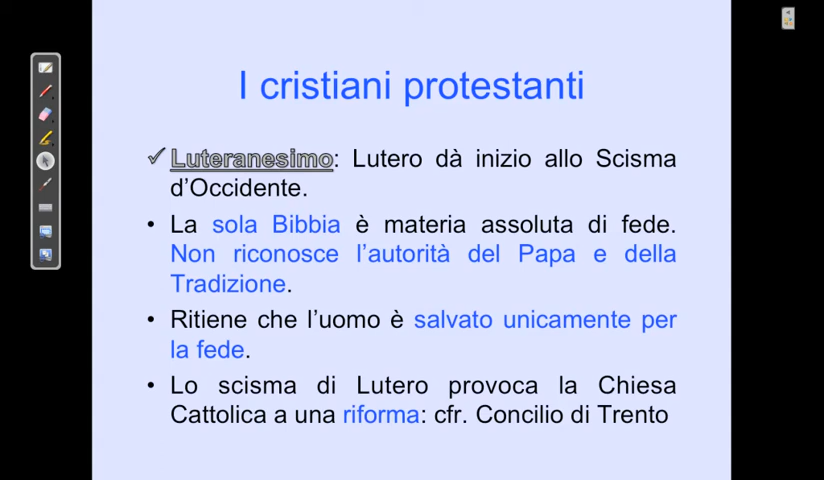 I cristiani protestanti
✓ Luteranesimo: Lutero dà inizio allo Scisma
d’Occidente.
• La sola Bibbia è materia assoluta di fede.
Non riconosce l’autorità del Papa e della
Tradizione.
• Ritiene che l’uomo è salvato unicamente per
la fede.
• Lo scisma di Lutero provoca la Chiesa
Cattolica a una riforma: cfr. Concilio di Trento